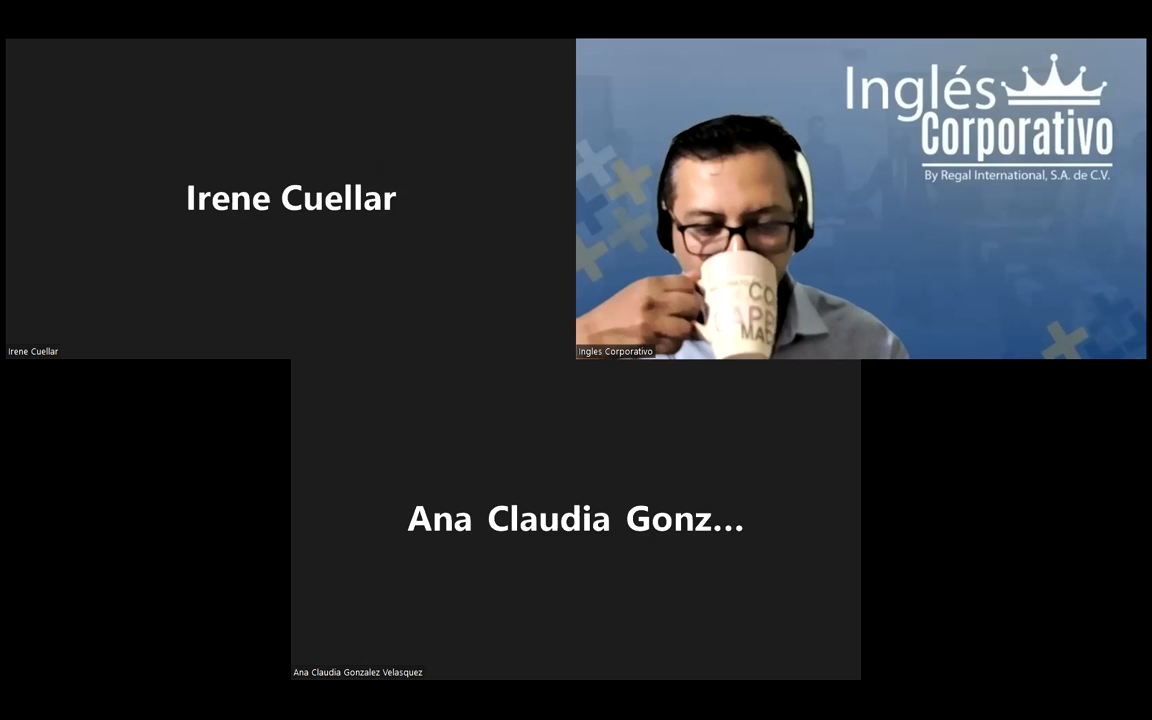 Irene Cuellar
Irene Cuellar
Inglés
Corporativo
By Regal International, S.A. de C.V.
Ingles Corporativo
Ana Claudia Gonz...
Ana Claudia Gonzalez Velasquez